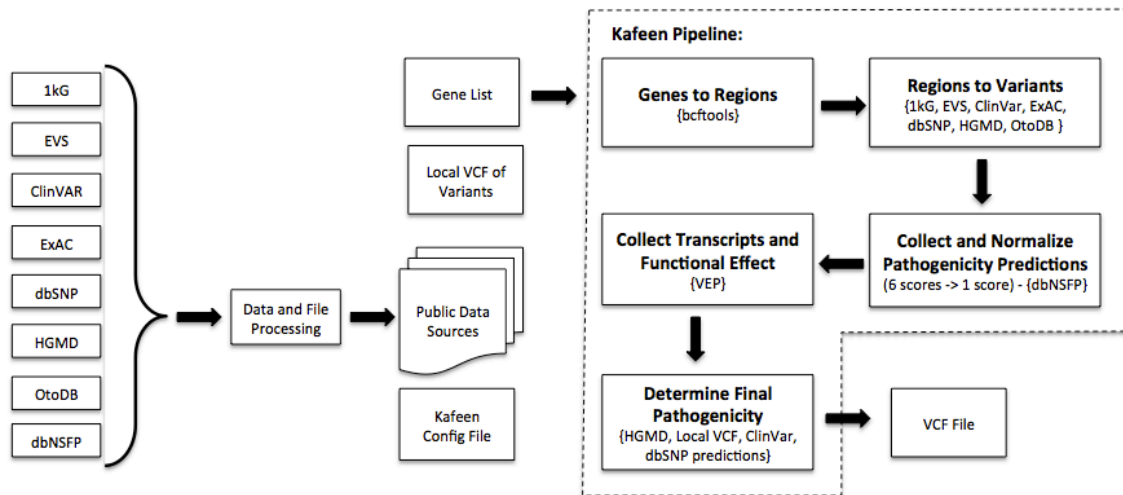 1kG
EVS
ClinVAR
ExAC
dbSNP
HGMD
OtoDB
dbNSFP
Data and File
Processing
Gene List
Local VCF of
Variants
Public Data
Sources
Kafeen
Config File
Kafeen Pipeline:
Genes to Regions
{bcftools}
Regions to Variants
{1kG, EVS, ClinVar, ExAC,
dbSNP, HGMD, OtoDB }
Collect and Normalize
Pathogenicity Predictions
(6 scores -> 1 score) - {dbNSFP}
Collect Transcripts and
Functional Effect
{VEP}
Determine Final
Pathogenicity
{HGMD, Local VCF, ClinVar,
dbSNP predictions}
VCF File